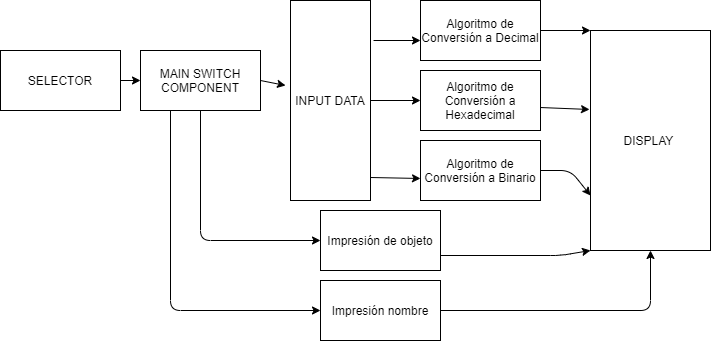 SELECTOR
MAIN SWITCH
COMPONENT
INPUT DATA
Algoritmo de
Conversión a Decimal
Algoritmo de
Conversión a
Hexadecimal
Algoritmo de
Conversión a Binario
DISPLAY
Impresión de objeto
Impresión nombre